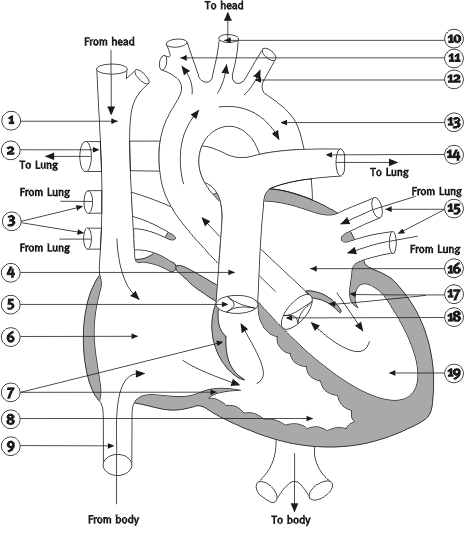 To head
From head
10
11
12
1
13
2
14
To Lung
To Lung
From Lung
From Lung
15
3
From Lung
From Lung
16
4
17
5
18
6
19
7
8
9
From body
To body